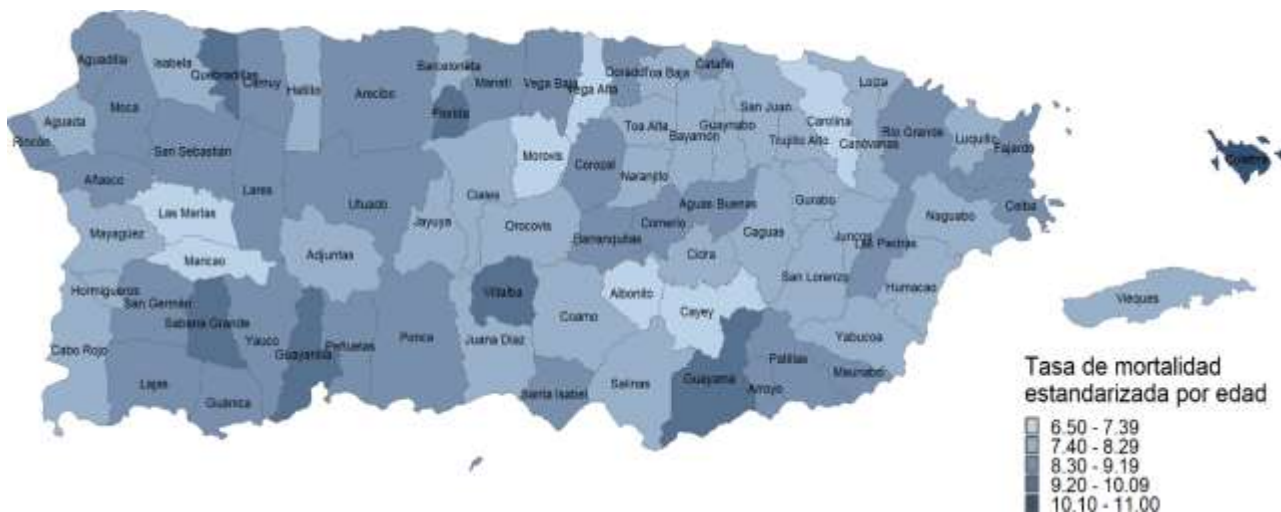 Aguadilla
Isabela
Quebradillas
Camuy
Hatillo
Arecibo
Barceloneta
Manatí
Vega Baja
Vega Alta
Dorado
Toa Baja
Cataño
San Juan
Loíza
Moca
Aguada
Rincón
San Sebastián
Florida
Morovis
Corozal
Toa Alta
Bayamón
Guaynabo
Trujillo Alto
Carolina
Canóvanas
Río Grande
Luquillo
Fajardo
Culebra
Añasco
Lares
Utuado
Ciales
Naranjito
Las Marías
Mayagüez
Maricao
Adjuntas
Jayuya
Orocovis
Barranquitas
Comerío
Aguas Buenas
Cidra
Caguas
Gurabo
Juncos
Las Piedras
Naguabo
Ceiba
Hormigueros
San Germán
Sabana Grande
Yauco
Guayanilla
Peñuelas
Ponce
Villalba
Juana Díaz
Coamo
Aibonito
Cayey
San Lorenzo
Humacao
Yabucoa
Vieques
Cabo Rojo
Lajas
Guánica
Santa Isabel
Salinas
Guayama
Patillas
Arroyo
Maunabo
Tasa de mortalidad
estandarizada por edad
6.50 - 7.39
7.40 - 8.29
8.30 - 9.19
9.20 - 10.09
10.10 - 11.00